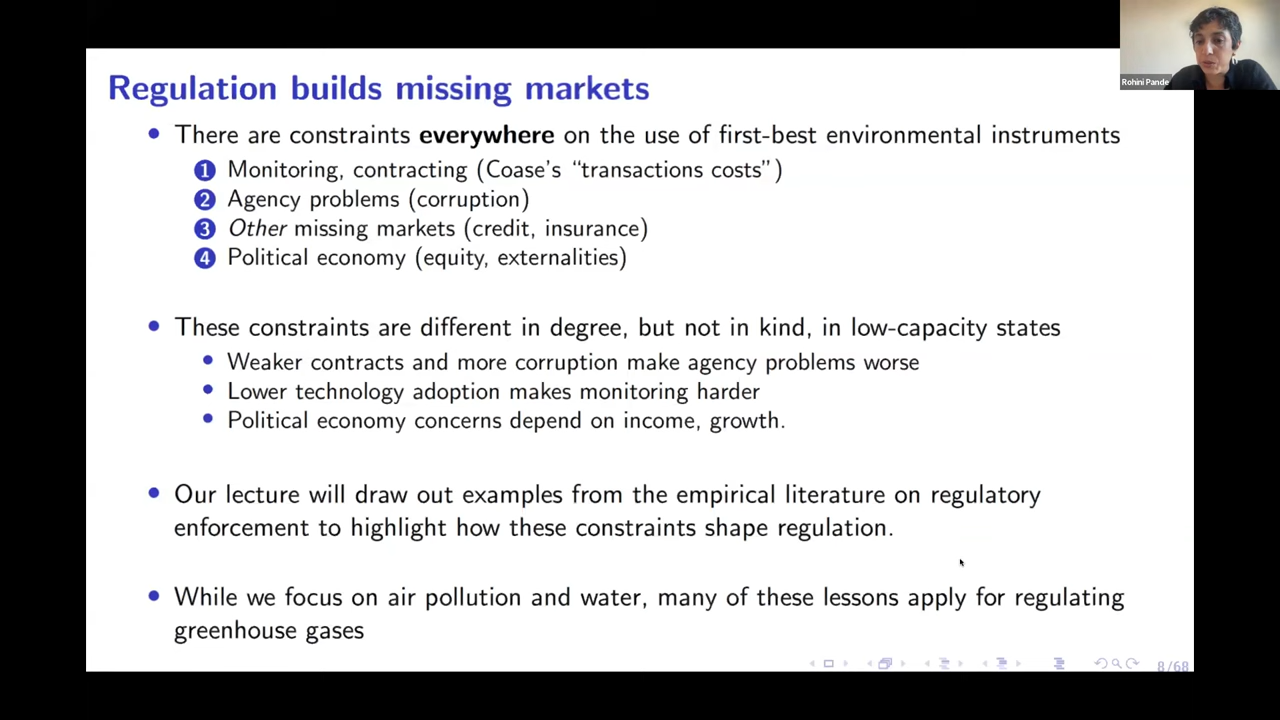 Rohini Pande
Regulation builds missing markets
• There are constraints everywhere on the use of first-best environmental instruments
1 Monitoring, contracting (Coase's “transactions costs”)
2 Agency problems (corruption)
3 Other missing markets (credit, insurance)
4 Political economy (equity, externalities)
• These constraints are different in degree, but not in kind, in low-capacity states
• Weaker contracts and more corruption make agency problems worse
• Lower technology adoption makes monitoring harder
• Political economy concerns depend on income, growth.
• Our lecture will draw out examples from the empirical literature on regulatory
enforcement to highlight how these constraints shape regulation.
• While we focus on air pollution and water, many of these lessons apply for regulating
greenhouse gases
8/68